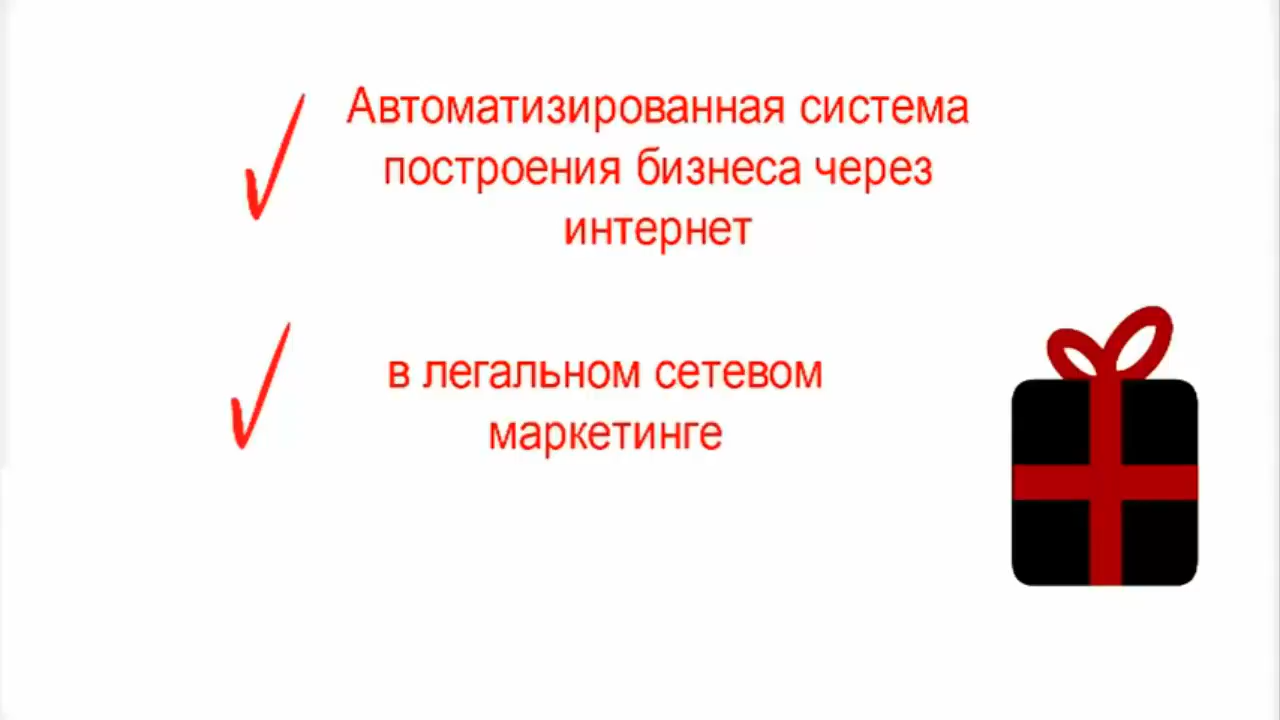 Автоматизированная система
построения бизнеса через
интернет
в легальном сетевом
маркетинге